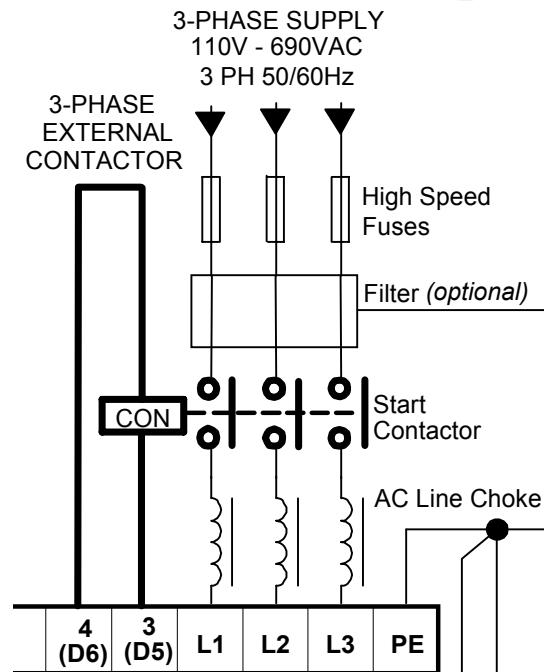 3-PHASE SUPPLY
110V - 690VAC
3 PH 50/60Hz
3-PHASE
EXTERNAL
CONTACTOR
High Speed
Fuses
Filter (optional)
CON
Start
Contactor
AC Line Choke
4 3 L1 L2 L3 PE
(D6) (D5)